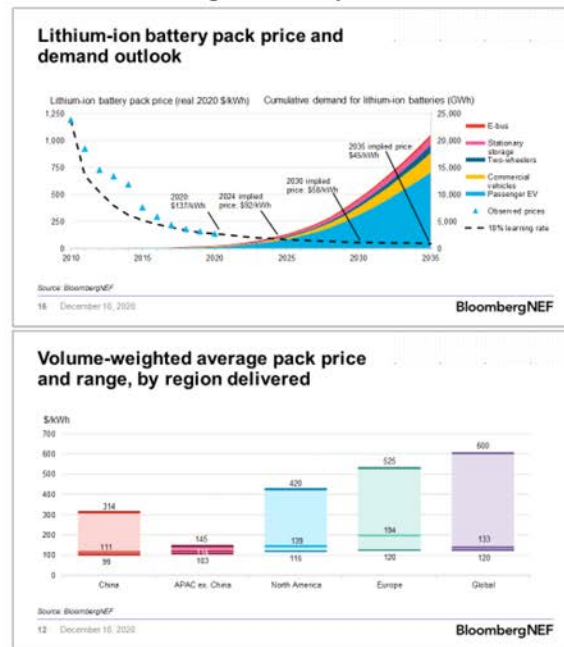 Lithium-ion battery pack price and
demand outlook
Lithium-ion battery pack price (real 2020 $/kWh)
Cumulative demand for lithium-ion batteries (GWh)
1,250
1,000
750
500
250
0
25,000
20,000
15,000
10,000
5,000
0
2010
2015
2020
2025
2030
2035
2020:
$137/kWh
2024 implied
price: $92/kWh
2030 implied
price: $58/kWh
2035 implied price:
$45/kWh
E-bus
Stationary
storage
Two-wheelers
Commercial
vehicles
Passenger EV
Observed prices
18% learning rate
Source: BloombergNEF
16 December 16, 2020
BloombergNEF
Volume-weighted average pack price
and range, by region delivered
$/kWh
700
600
500
400
300
200
100
0
314
111
99
145
103
420
139
115
525
194
120
600
133
120
China
APAC ex. China
North America
Europe
Global
Source: BloombergNEF
12 December 16, 2020
BloombergNEF